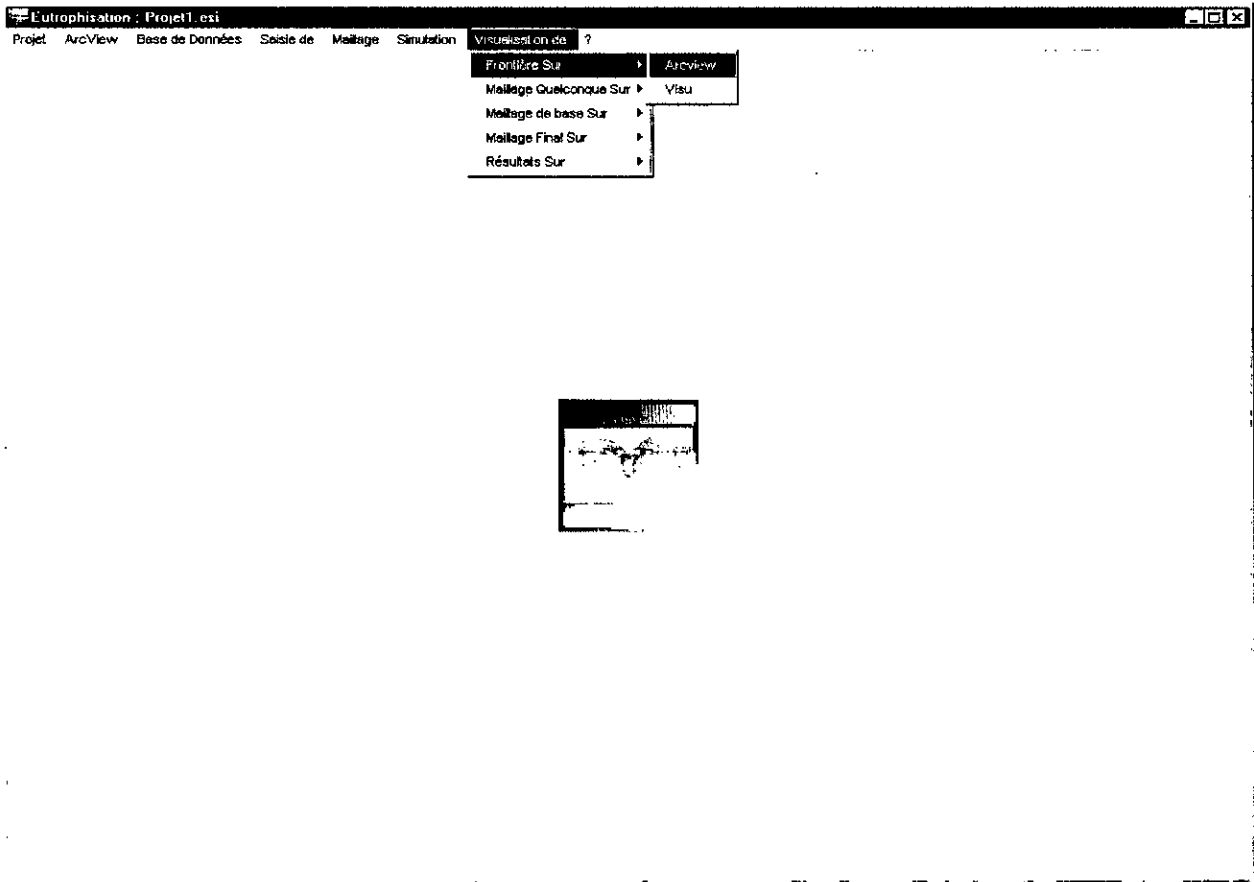 Eutrophisation : Projet1.esi
Projet ArcView Base de Données Saisie de Maillage Simulation Visualisation de ?
Frontière Sur Arcview
Maillage Quelconque Sur Visu
Maillage de base Sur
Maillage Final Sur
Résultats Sur